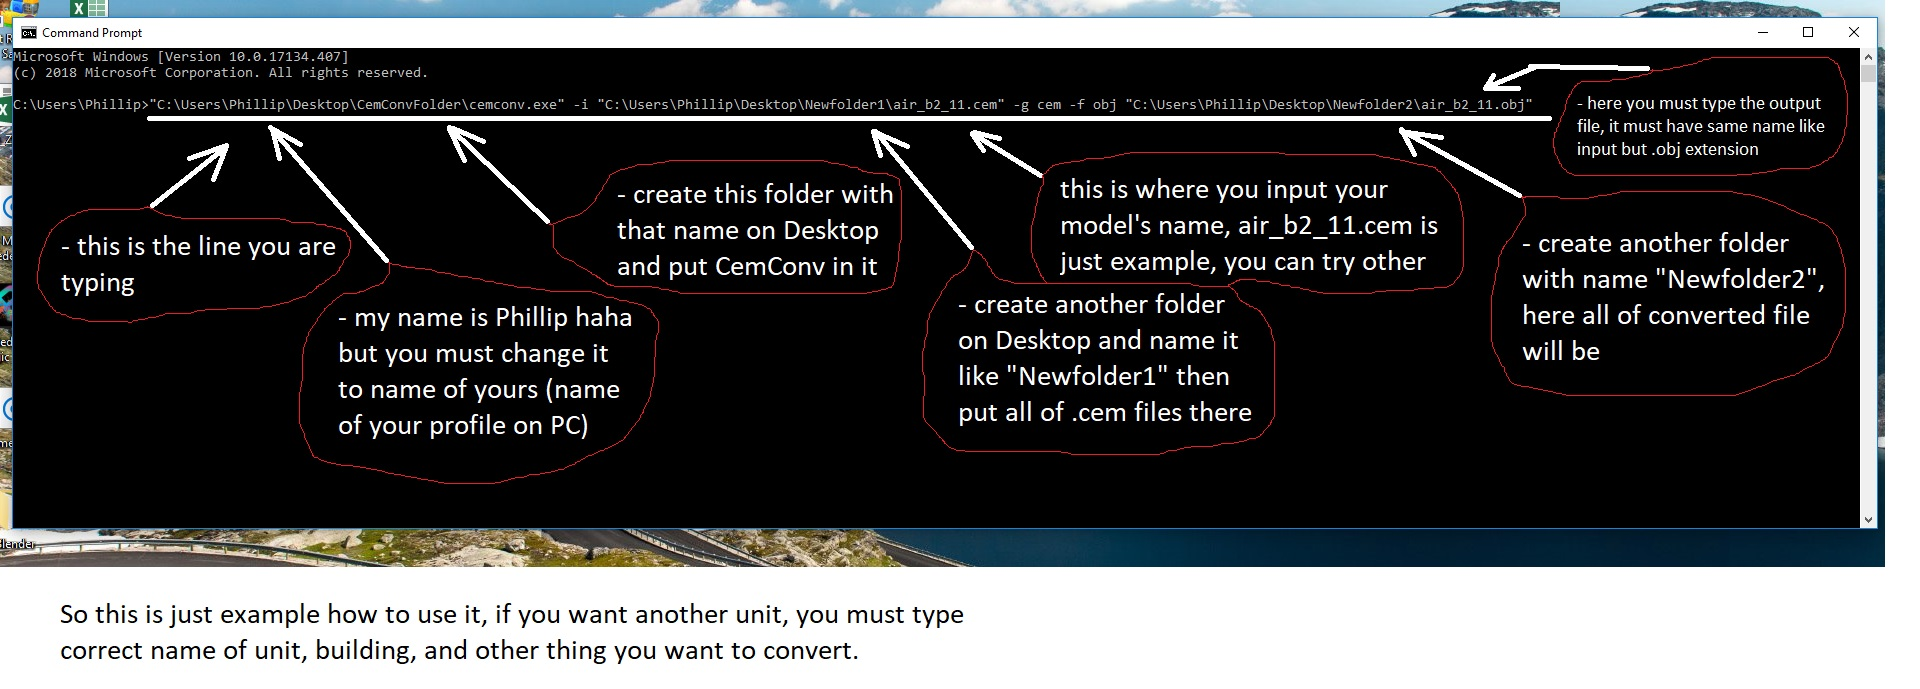 Command Prompt
Microsoft Windows [Version 10.0.17134.407]
(c) 2018 Microsoft Corporation. All rights reserved.
C:\Users\Phillip>"C:\Users\Phillip\Desktop\CemConvFolder\cemconv.exe" -i "C:\Users\Phillip\Desktop\Newfolder1\air_b2_11.cem" -g cem -f obj "C:\Users\Phillip\Desktop\Newfolder2\air_b2_11.obj"
- here you must type the output
file, it must have same name like
input but .obj extension
- this is the line you are
typing
- my name is Phillip haha
but you must change it
to name of yours (name
of your profile on PC)
- create this folder with
that name on Desktop
and put CemConv in it
- create another folder
on Desktop and name it
like "Newfolder1" then
put all of .cem files there
this is where you input your
model's name, air_b2_11.cem is
just example, you can try other
- create another folder
with name "Newfolder2",
here all of converted file
will be
So this is just example how to use it, if you want another unit, you must type
correct name of unit, building, and other thing you want to convert.